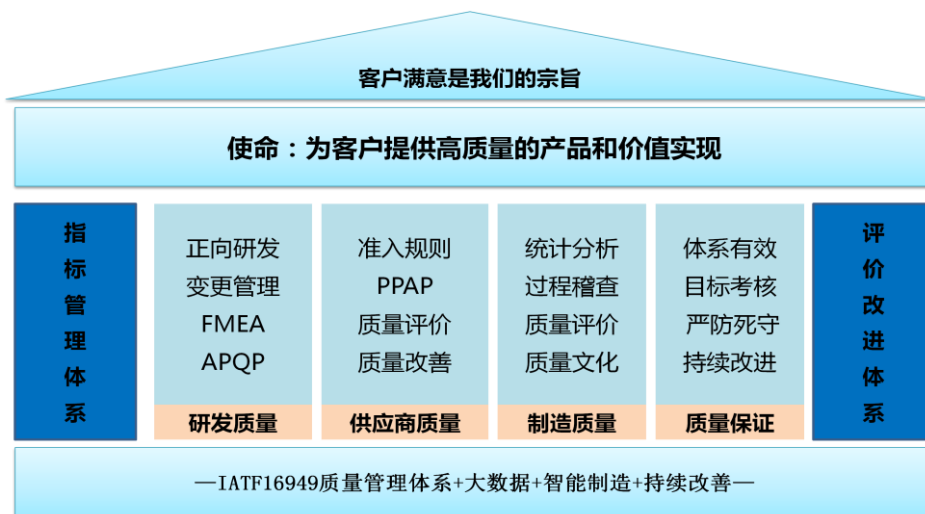 客户满意是我们的宗旨
使命：为客户提供高质量的产品和价值实现
指标管理体系
正向研发
变更管理
FMEA
APQP
研发质量
准入规则
PPAP
质量评价
质量改善
供应商质量
统计分析
过程稽查
质量评价
质量文化
制造质量
体系有效
目标考核
严防死守
持续改进
质量保证
评价改进体系
—IATF16949质量管理体系+大数据+智能制造+持续改善—